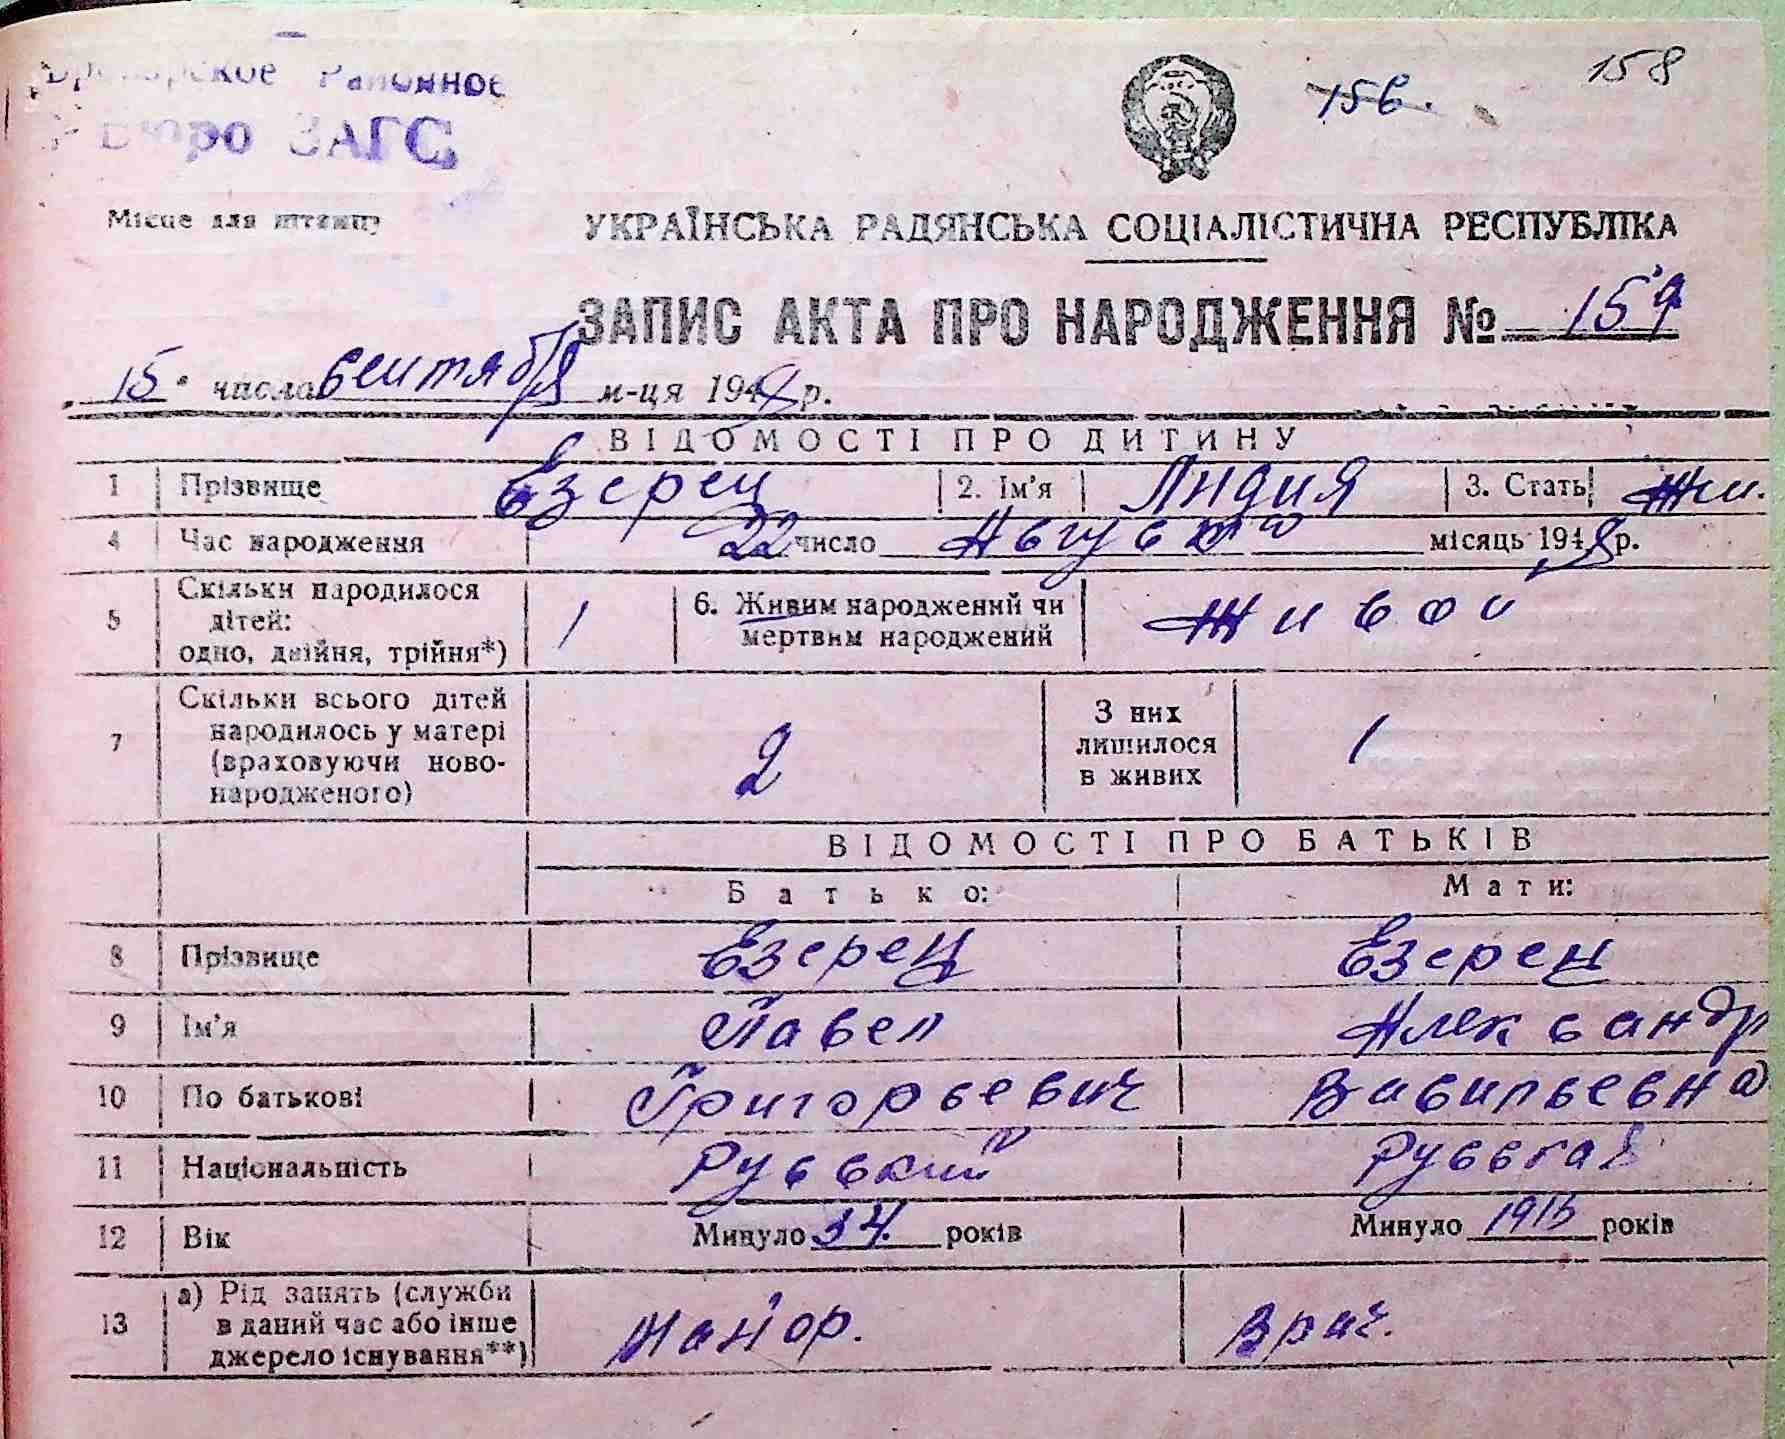 Районное
Бюро ЗАГС
156.
158
Місце для штампу
УКРАЇНСЬКА РАДЯНСЬКА СОЦІАЛІСТИЧНА РЕСПУБЛІКА
ЗАПИС АКТА ПРО НАРОДЖЕННЯ № 159
15 числа сентября м-ця 1948 р.
ВІДОМОСТІ ПРО ДИТИНУ
1 Прізвище Езерец 2. Ім'я Лидия 3. Стать Жен.
4 Час народження 22 число Августа місяць 1948 р.
5 Скільки народилося дітей: одно, двійня, трійня*) 1 6. Живим народжений чи мертвим народжений Живой
7 Скільки всього дітей народилось у матері (враховуючи новонародженого) 2 З них лишилося в живих 1
ВІДОМОСТІ ПРО БАТЬКІВ
Батько: Мати:
8 Прізвище Езерец Езерец
9 Ім'я Павел Александр
10 По батькові Григорьевич Вавильевна
11 Національність Русский Русская
12 Вік Минуло 34. років Минуло 1915 років
13 а) Рід занять (служби в даний час або інше джерело існування**) Майор. Врач.